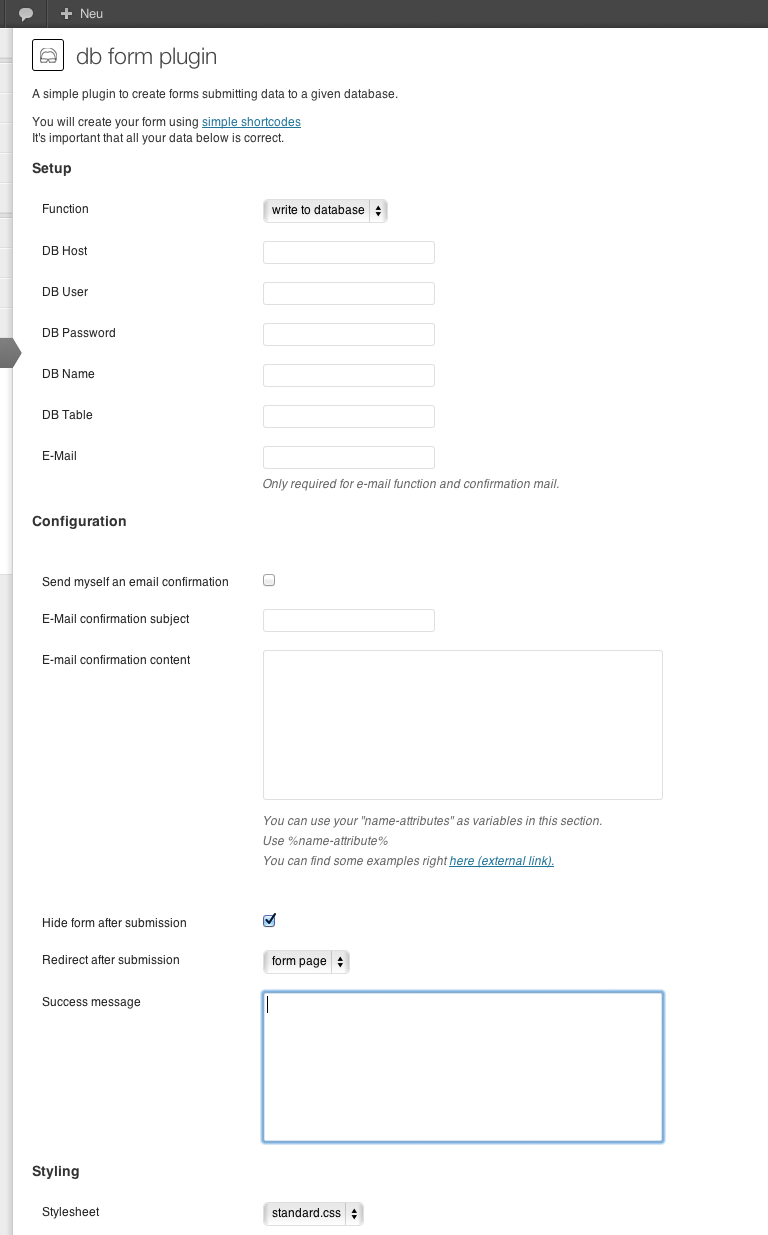 Neu
db form plugin
A simple plugin to create forms submitting data to a given database.
You will create your form using simple shortcodes
It's important that all your data below is correct.
Setup
Function write to database
DB Host
DB User
DB Password
DB Name
DB Table
E-Mail
Only required for e-mail function and confirmation mail.
Configuration
Send myself an email confirmation
E-Mail confirmation subject
E-mail confirmation content
You can use your "name-attributes" as variables in this section.
Use %name-attribute%
You can find some examples right here (external link).
Hide form after submission
Redirect after submission form page
Success message
Styling
Stylesheet standard.css